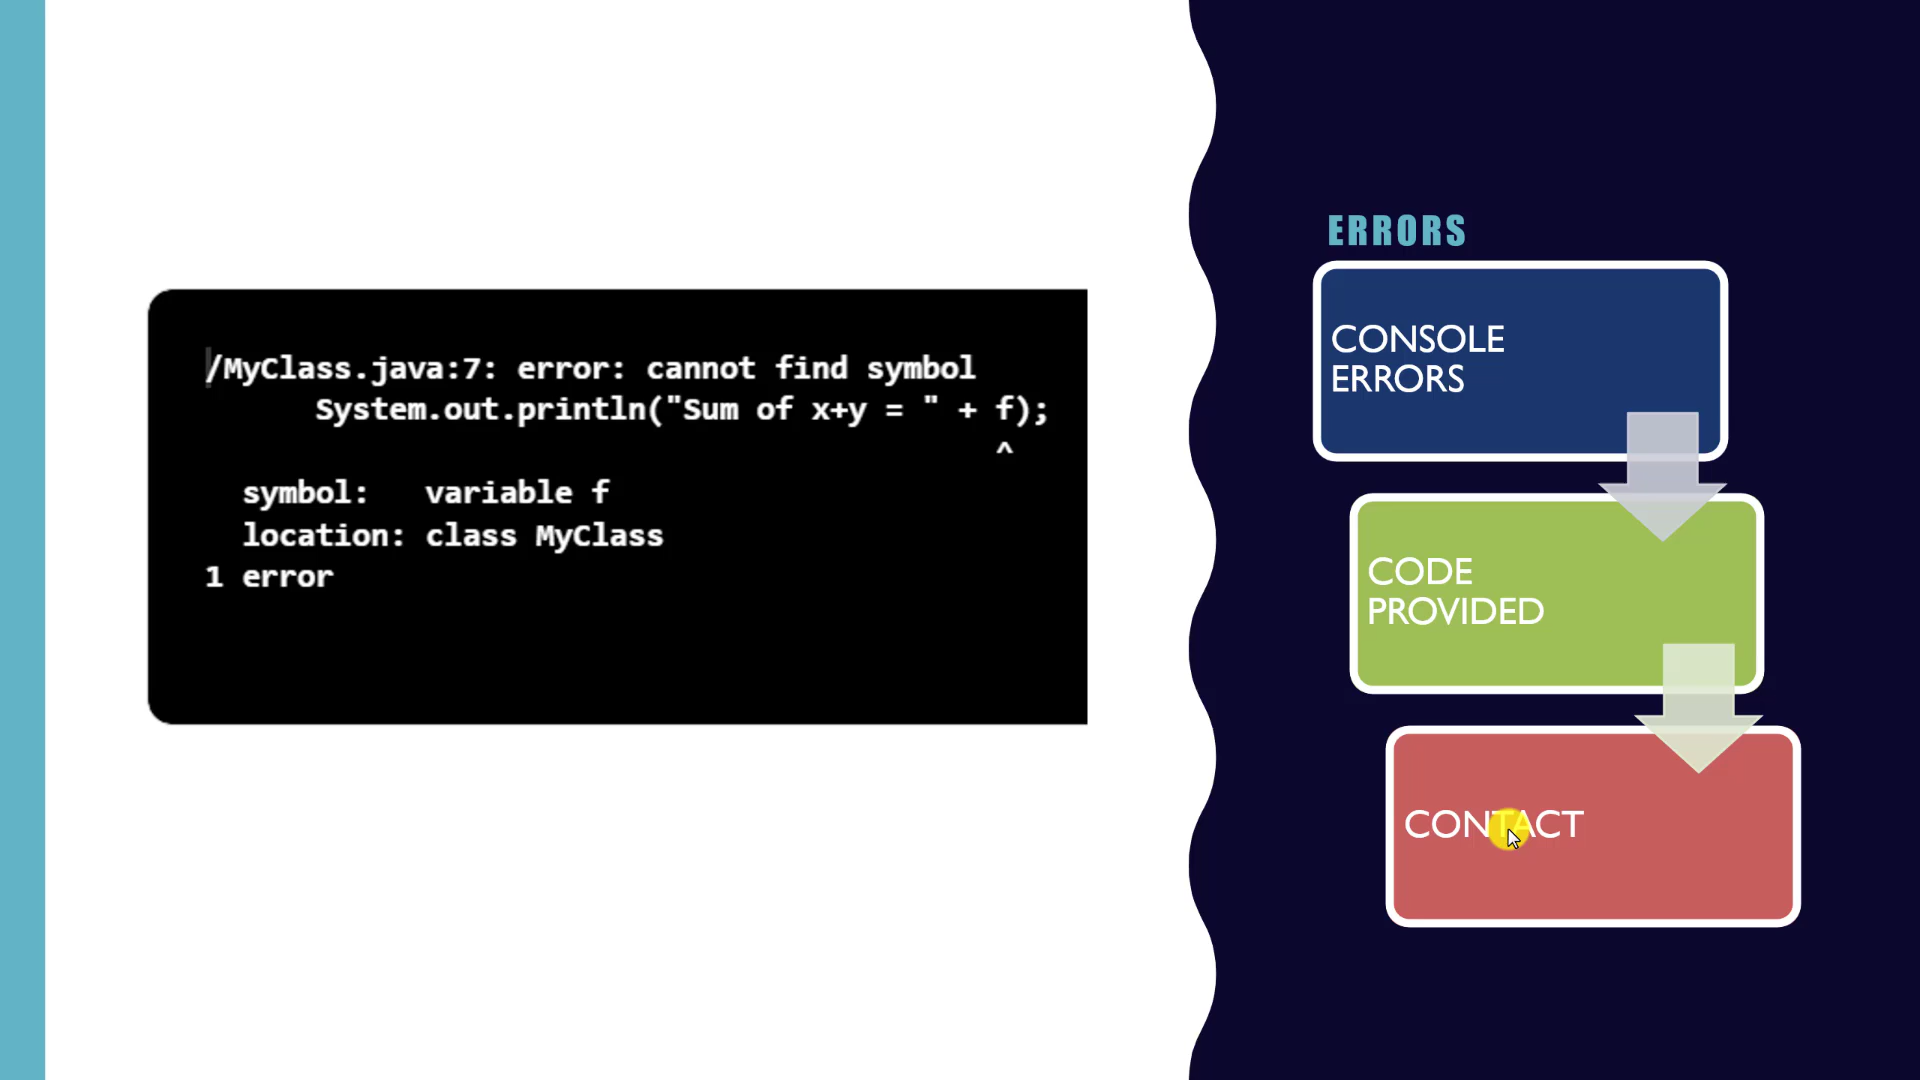 /MyClass.java:7: error: cannot find symbol
System.out.println("Sum of x+y = " + f);
^
symbol: variable f
location: class MyClass
1 error
ERRORS
CONSOLE
ERRORS
CODE
PROVIDED
CONTACT